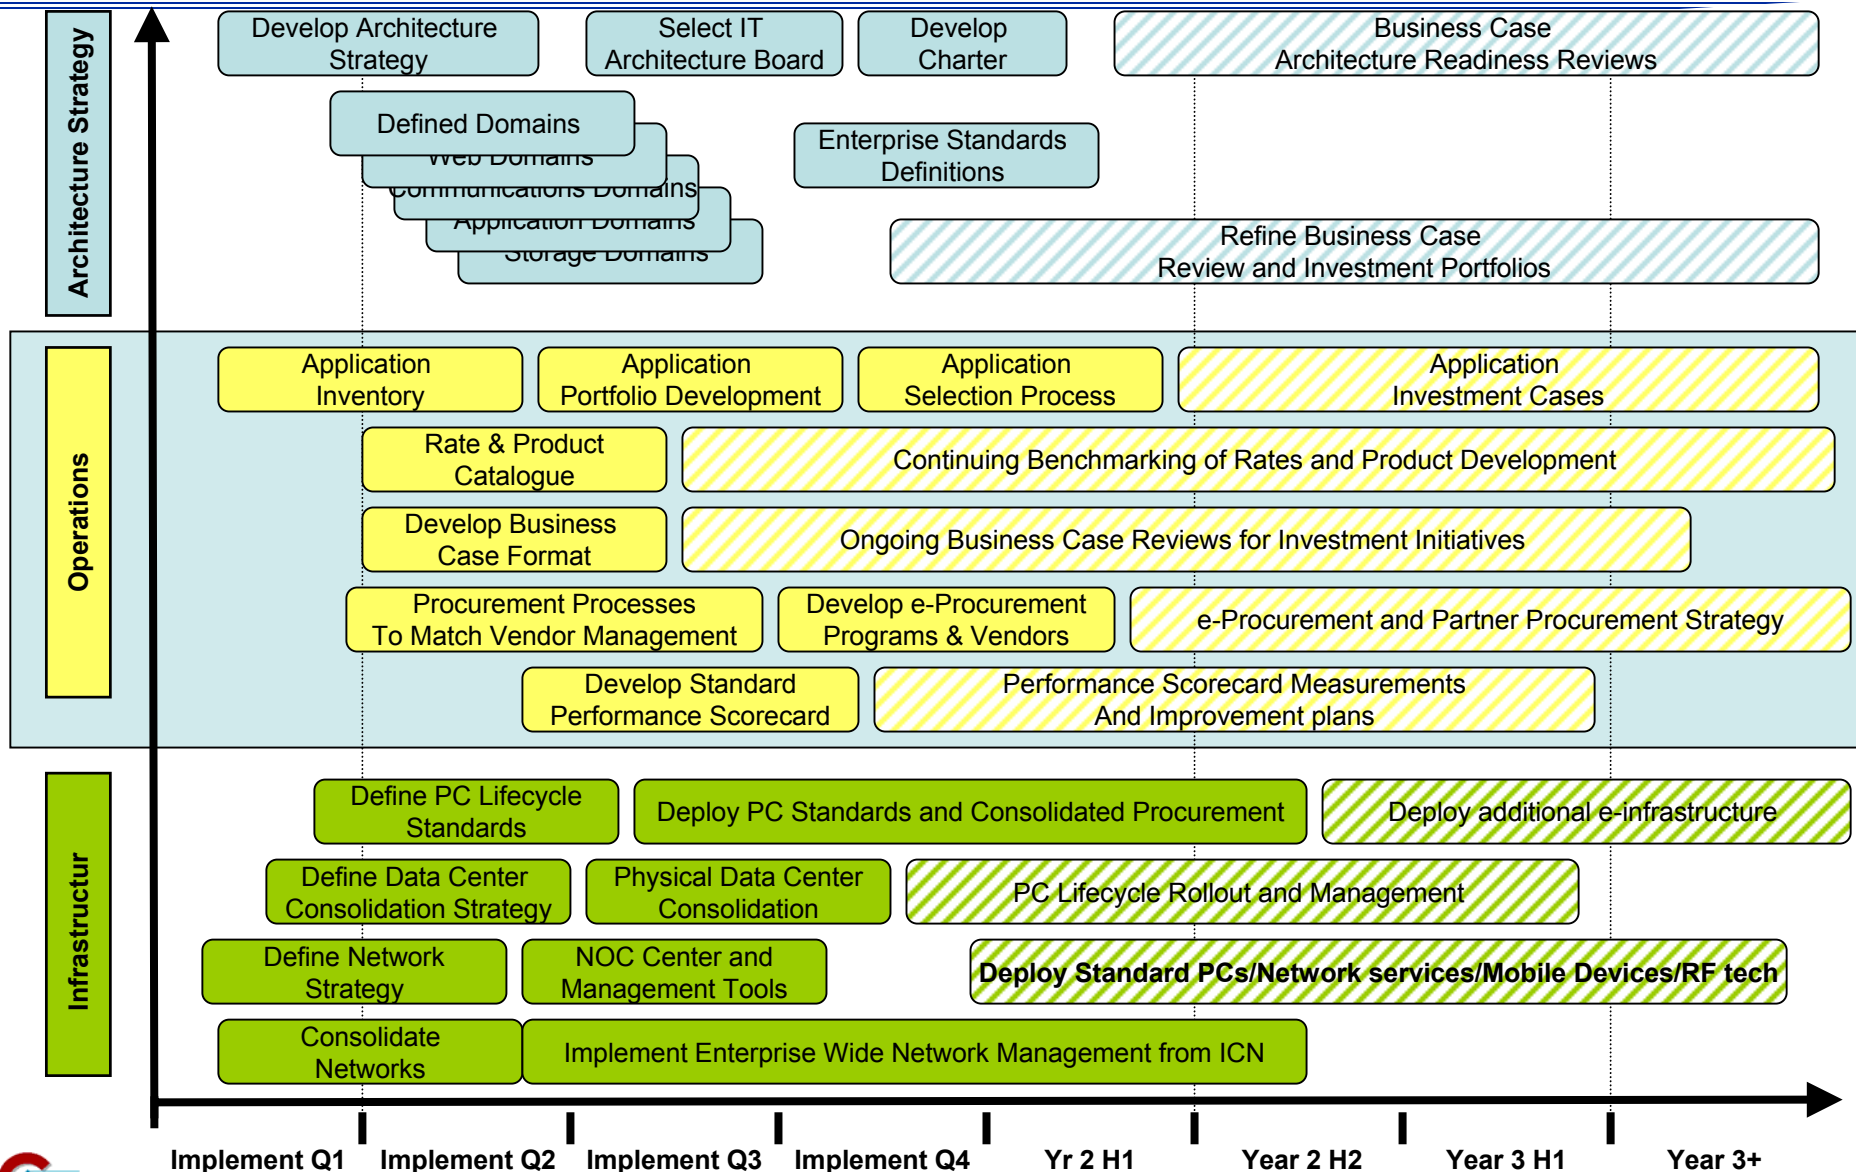 Architecture Strategy
Develop Architecture
Strategy
Select IT
Architecture Board
Develop
Charter
Business Case
Architecture Readiness Reviews
Defined Domains
Web Domains
Communications Domains
Application Domains
Storage Domains
Enterprise Standards
Definitions
Refine Business Case
Review and Investment Portfolios
Operations
Application
Inventory
Application
Portfolio Development
Application
Selection Process
Application
Investment Cases
Rate & Product
Catalogue
Continuing Benchmarking of Rates and Product Development
Develop Business
Case Format
Ongoing Business Case Reviews for Investment Initiatives
Procurement Processes
To Match Vendor Management
Develop e-Procurement
Programs & Vendors
e-Procurement and Partner Procurement Strategy
Develop Standard
Performance Scorecard
Performance Scorecard Measurements
And Improvement plans
Infrastructur
Define PC Lifecycle
Standards
Deploy PC Standards and Consolidated Procurement
Deploy additional e-infrastructure
Define Data Center
Consolidation Strategy
Physical Data Center
Consolidation
PC Lifecycle Rollout and Management
Define Network
Strategy
NOC Center and
Management Tools
Deploy Standard PCs/Network services/Mobile Devices/RF tech
Consolidate
Networks
Implement Enterprise Wide Network Management from ICN
Implement Q1
Implement Q2
Implement Q3
Implement Q4
Yr 2 H1
Year 2 H2
Year 3 H1
Year 3+